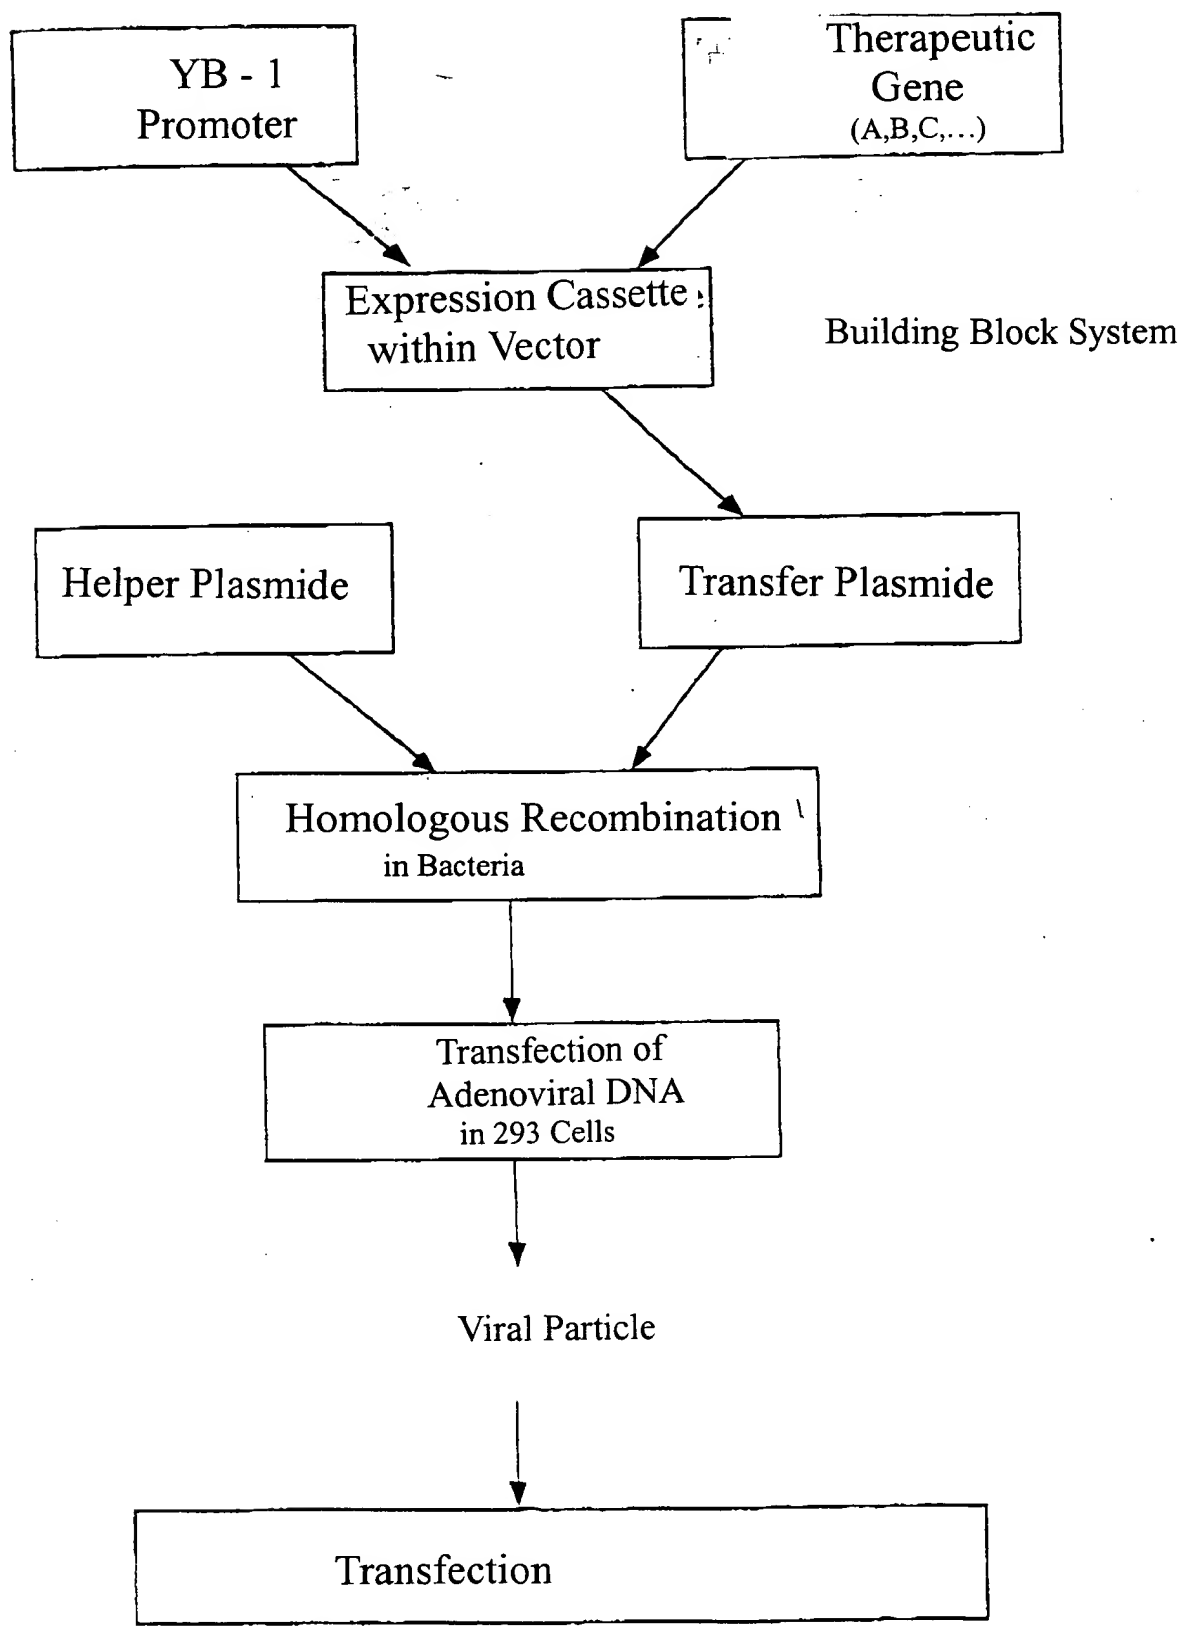 YB - 1
Promoter
Therapeutic
Gene
(A,B,C,...)
Expression Cassette
within Vector
Building Block System
Helper Plasmide
Transfer Plasmide
Homologous Recombination
in Bacteria
Transfection of
Adenoviral DNA
in 293 Cells
Viral Particle
Transfection